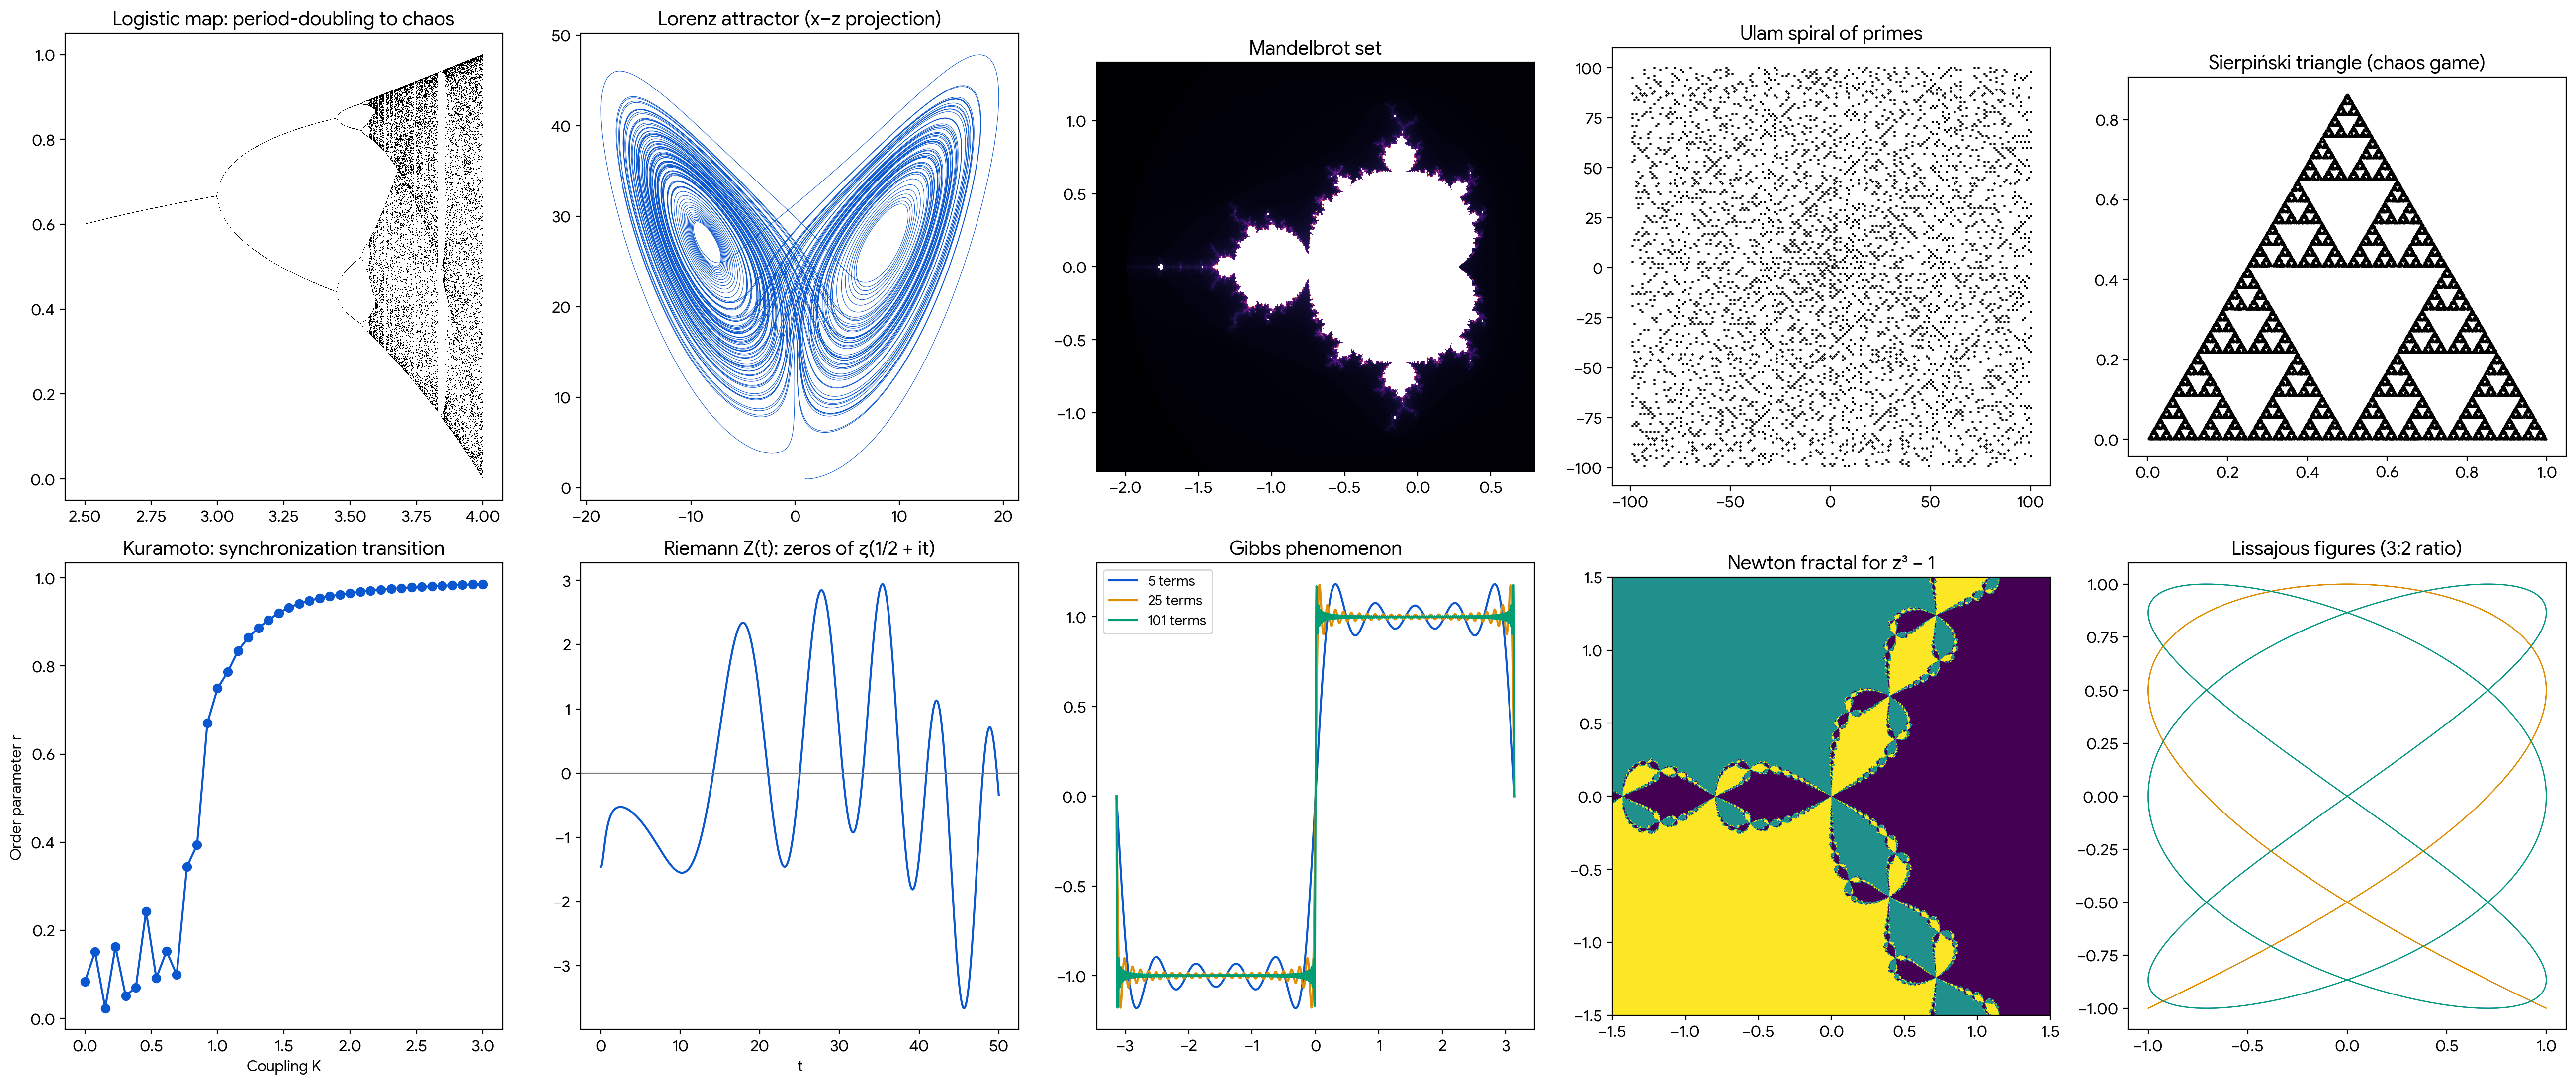 Logistic map: period-doubling to chaos
1.0
0.8
0.6
0.4
0.2
0.0
2.50 2.75 3.00 3.25 3.50 3.75 4.00
Lorenz attractor (x–z projection)
50
40
30
20
10
0
−20 −10 0 10 20
Mandelbrot set
1.0
0.5
0.0
−0.5
−1.0
−2.0 −1.5 −1.0 −0.5 0.0 0.5
Ulam spiral of primes
100
75
50
25
0
−25
−50
−75
−100
−100 −50 0 50 100
Sierpiński triangle (chaos game)
0.8
0.6
0.4
0.2
0.0
0.0 0.2 0.4 0.6 0.8 1.0
Kuramoto: synchronization transition
Order parameter r
1.0
0.8
0.6
0.4
0.2
0.0
0.0 0.5 1.0 1.5 2.0 2.5 3.0
Coupling K
Riemann Z(t): zeros of ζ(1/2 + it)
3
2
1
0
−1
−2
−3
0 10 20 30 40 50
t
Gibbs phenomenon
5 terms
25 terms
101 terms
1.0
0.5
0.0
−0.5
−1.0
−3 −2 −1 0 1 2 3
Newton fractal for z³ − 1
1.5
1.0
0.5
0.0
−0.5
−1.0
−1.5
−1.5 −1.0 −0.5 0.0 0.5 1.0 1.5
Lissajous figures (3:2 ratio)
1.00
0.75
0.50
0.25
0.00
−0.25
−0.50
−0.75
−1.00
−1.0 −0.5 0.0 0.5 1.0